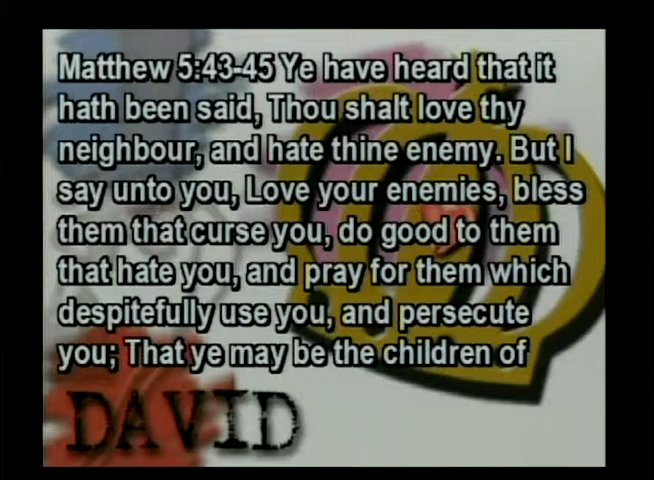 Matthew 5:43-45 Ye have heard that it
hath been said, Thou shalt love thy
neighbour, and hate thine enemy. But I
say unto you, Love your enemies, bless
them that curse you, do good to them
that hate you, and pray for them which
despitefully use you, and persecute
you; That ye may be the children of
DAVID